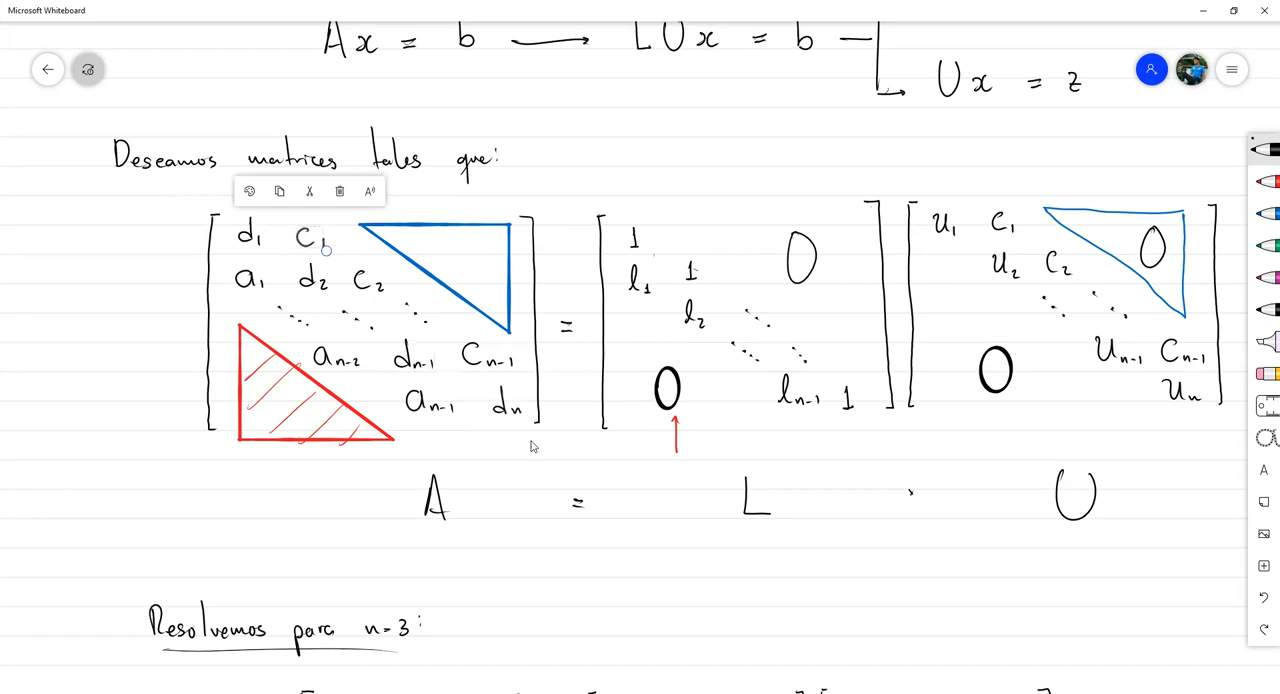 Microsoft Whiteboard
Ax = b → LUx = b
Ux = z
Deseamos matrices tales que:
d₁ c₁ = 1 0 u₁ c₁ 0
a₁ d₂ c₂ l₁ 1 u₂ c₂
⋱ ⋱ ⋱ l₂ ⋱ ⋱ ⋱
aₙ₋₂ dₙ₋₁ cₙ₋₁ ⋱ ⋱ uₙ₋₁ cₙ₋₁
aₙ₋₁ dₙ 0 lₙ₋₁ 1 0 uₙ
A = L · U
Resolvemos para n=3: